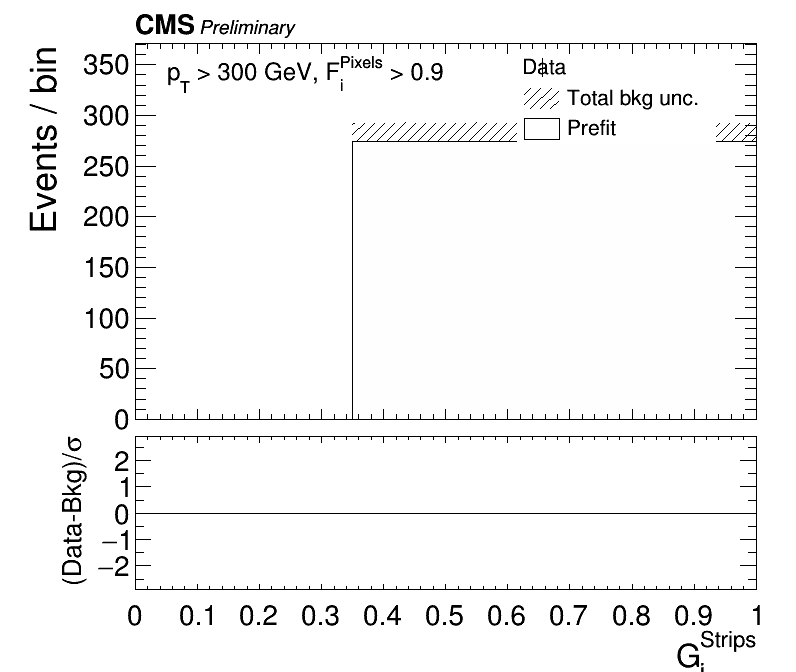 CMS Preliminary
p_T > 300 GeV, F_i^Pixels > 0.9
Data
Total bkg unc.
Prefit
Events / bin
350
300
250
200
150
100
50
0
(Data-Bkg)/σ
2
1
0
−1
−2
0 0.1 0.2 0.3 0.4 0.5 0.6 0.7 0.8 0.9 1
G_i^Strips